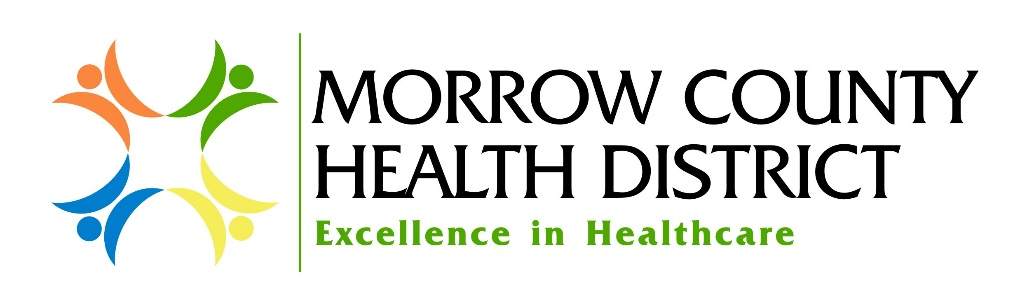 MORROW COUNTY
HEALTH DISTRICT
Excellence in Healthcare